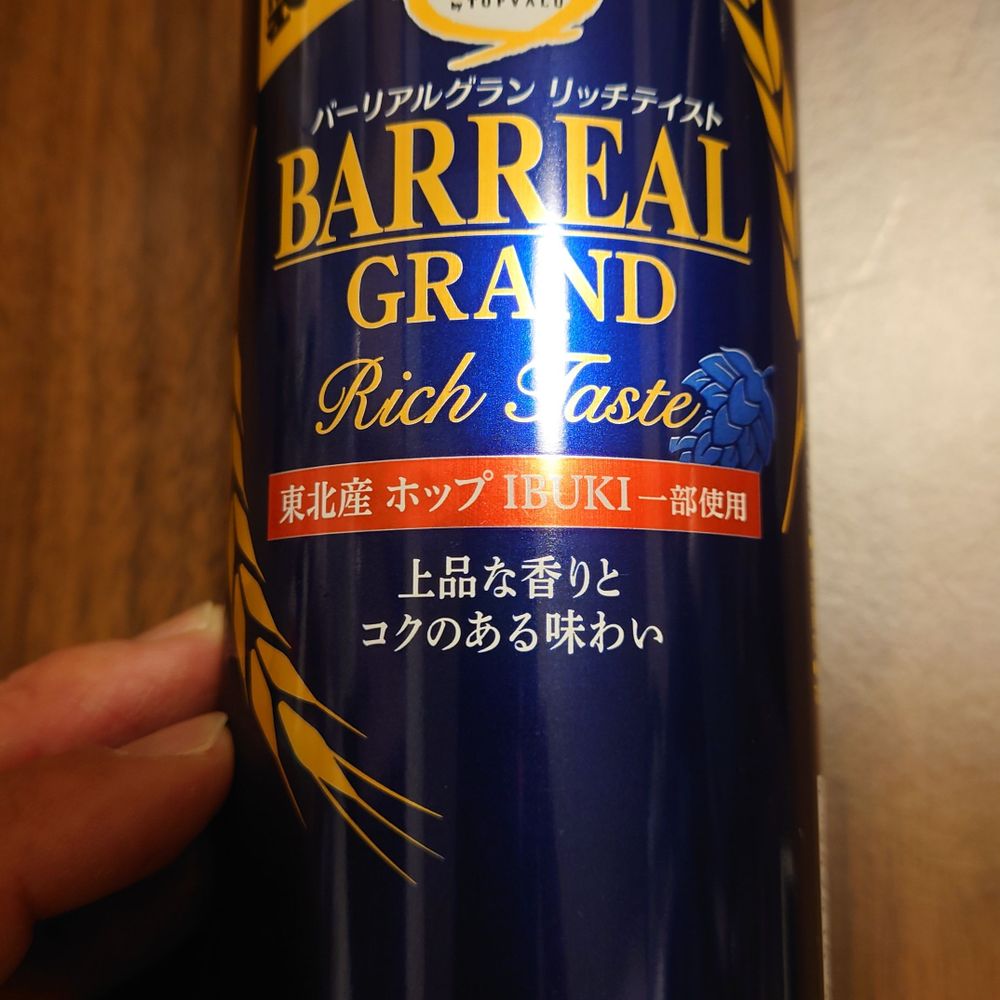 by TOPVALU
バーリアルグラン リッチテイスト
BARREAL
GRAND
Rich Taste
東北産 ホップ IBUKI 一部使用
上品な香りと
コクのある味わい